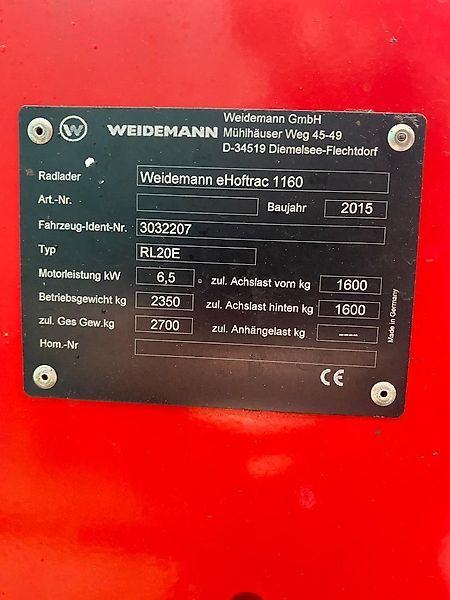 Weidemann GmbH
W WEIDEMANN Mühlhäuser Weg 45-49
D-34519 Diemelsee-Flechtdorf
Radlader Weidemann eHoftrac 1160
Art.-Nr. Baujahr 2015
Fahrzeug-Ident-Nr. 3032207
Typ RL20E
Motorleistung kW 6,5 zul. Achslast vorn kg 1600
Betriebsgewicht kg 2350 zul. Achslast hinten kg 1600
zul. Ges Gew.kg 2700 zul. Anhängelast kg ----
Hom.-Nr
Made in Germany
CE